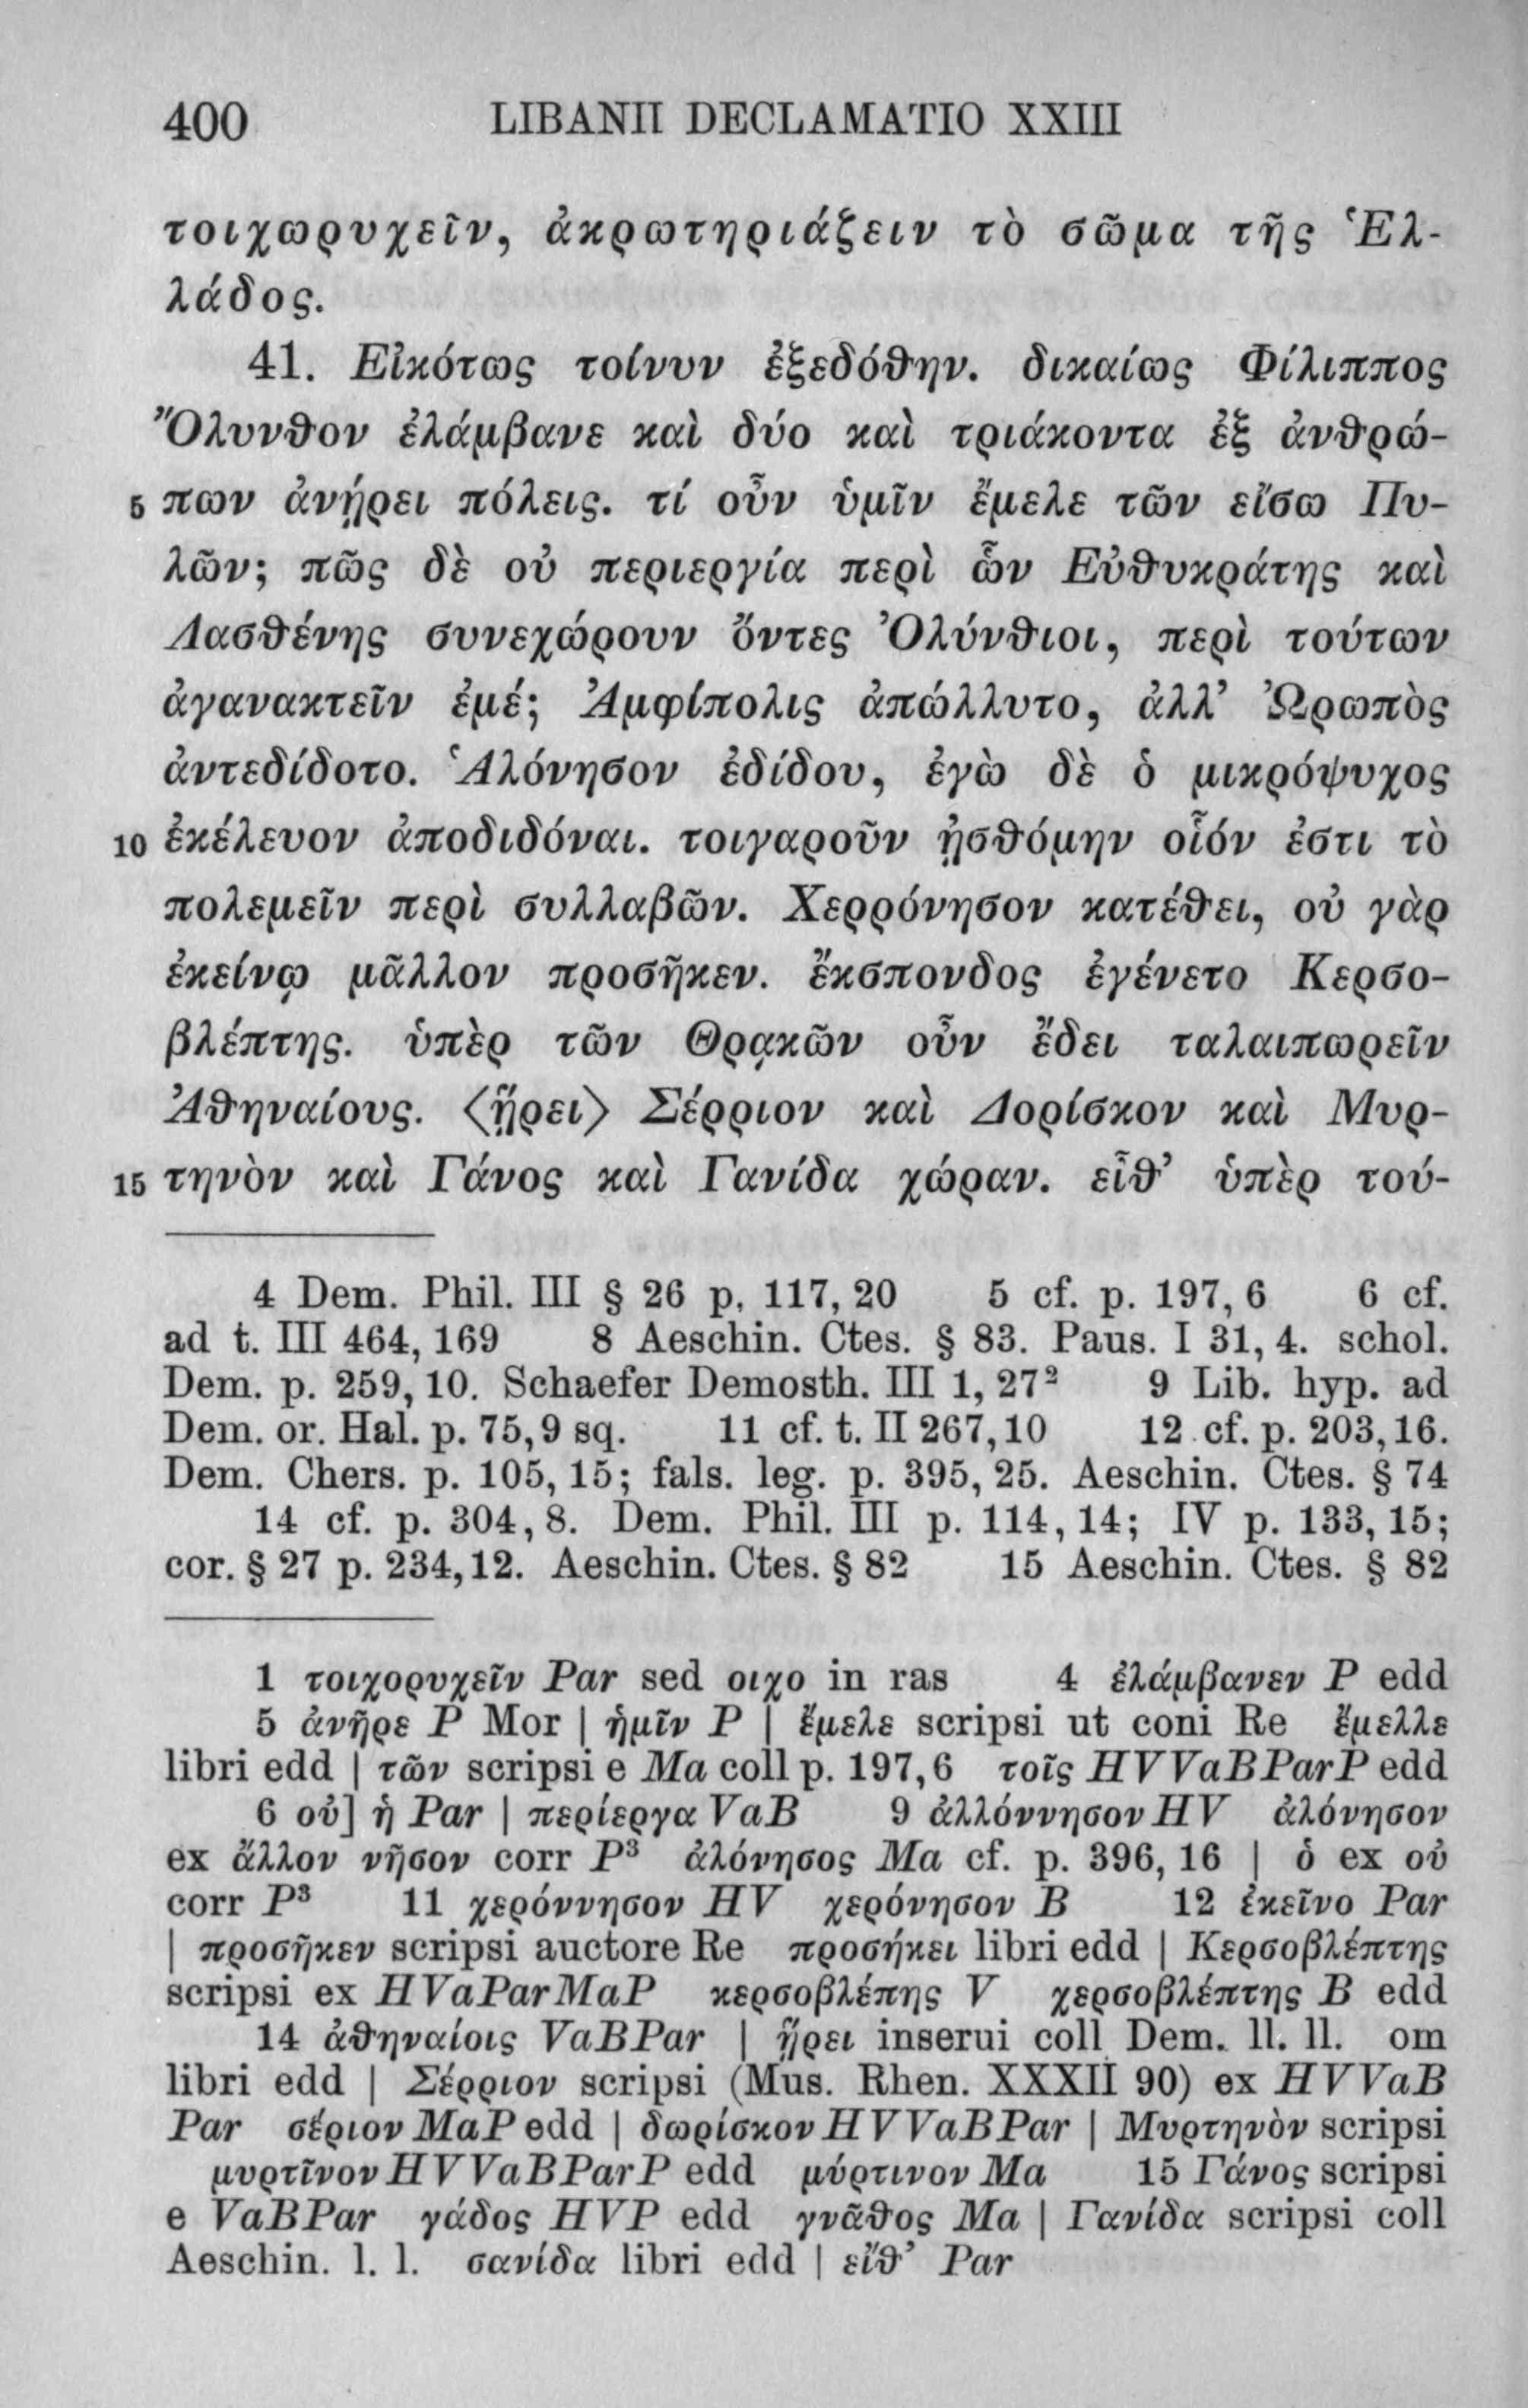 400 LIBANII DECLAMATIO XXIII
τοιχωρυχεῖν, ἀκρωτηριάζειν τὸ σῶμα τῆς Ἑλ-
λάδος.
41. Εἰκότως τοίνυν ἐξεδόθην. δικαίως Φίλιππος
Ὄλυνθον ἐλάμβανε καὶ δύο καὶ τριάκοντα ἐξ ἀνθρώ-
5 πων ἀνῄρει πόλεις. τί οὖν ὑμῖν ἔμελε τῶν εἴσω Πυ-
λῶν; πῶς δὲ οὐ περιεργία περὶ ὧν Εὐθυκράτης καὶ
Λασθένης συνεχώρουν ὄντες Ὀλύνθιοι, περὶ τούτων
ἀγανακτεῖν ἐμέ; Ἀμφίπολις ἀπώλλυτο, ἀλλ’ Ὠρωπὸς
ἀντεδίδοτο. Ἁλόνησον ἐδίδου, ἐγὼ δὲ ὁ μικρόψυχος
10 ἐκέλευον ἀποδιδόναι. τοιγαροῦν ᾐσθόμην οἷόν ἐστι τὸ
πολεμεῖν περὶ συλλαβῶν. Χερρόνησον κατέθει, οὐ γὰρ
ἐκείνῳ μᾶλλον προσῆκεν. ἔκσπονδος ἐγένετο Κερσο-
βλέπτης. ὑπὲρ τῶν Θρᾳκῶν οὖν ἔδει ταλαιπωρεῖν
Ἀθηναίους. ⟨ᾕρει⟩ Σέρριον καὶ Δορίσκον καὶ Μυρ-
15 τηνὸν καὶ Γάνος καὶ Γανίδα χώραν. εἶθ’ ὑπὲρ τού-
4 Dem. Phil. III § 26 p. 117, 20 5 cf. p. 197, 6 6 cf.
ad t. III 464, 169 8 Aeschin. Ctes. § 83. Paus. I 31, 4. schol.
Dem. p. 259, 10. Schaefer Demosth. III 1, 27² 9 Lib. hyp. ad
Dem. or. Hal. p. 75, 9 sq. 11 cf. t. II 267, 10 12 cf. p. 203, 16.
Dem. Chers. p. 105, 15; fals. leg. p. 395, 25. Aeschin. Ctes. § 74
14 cf. p. 304, 8. Dem. Phil. III p. 114, 14; IV p. 133, 15;
cor. § 27 p. 234, 12. Aeschin. Ctes. § 82 15 Aeschin. Ctes. § 82
1 τοιχορυχεῖν Par sed οιχο in ras 4 ἐλάμβανεν P edd
5 ἀνῆρε P Mor | ἡμῖν P | ἔμελε scripsi ut coni Re ἔμελλε
libri edd | τῶν scripsi e Ma coll p. 197, 6 τοῖς HVVaBParP edd
6 οὐ] ἡ Par | περίεργα VaB 9 ἀλλόννησον HV ἀλόνησον
ex ἄλλον νῆσον corr P³ ἀλόνησος Ma cf. p. 396, 16 | ὁ ex οὐ
corr P³ 11 χερόννησον HV χερόνησον B 12 ἐκεῖνο Par
| προσῆκεν scripsi auctore Re προσήκει libri edd | Κερσοβλέπτης
scripsi ex HVaParMaP κερσοβλέπης V χερσοβλέπτης B edd
14 ἀθηναίοις VaBPar | ᾕρει inserui coll Dem. ll. ll. om
libri edd | Σέρριον scripsi (Mus. Rhen. XXXII 90) ex HVVaB
Par σέριον MaP edd | δωρίσκον HVVaBPar | Μυρτηνὸν scripsi
μυρτῖνον HVVaBParP edd μύρτινον Ma 15 Γάνος scripsi
e VaBPar γάδος HVP edd γνᾶθος Ma | Γανίδα scripsi coll
Aeschin. l. l. σανίδα libri edd | εἴθ’ Par